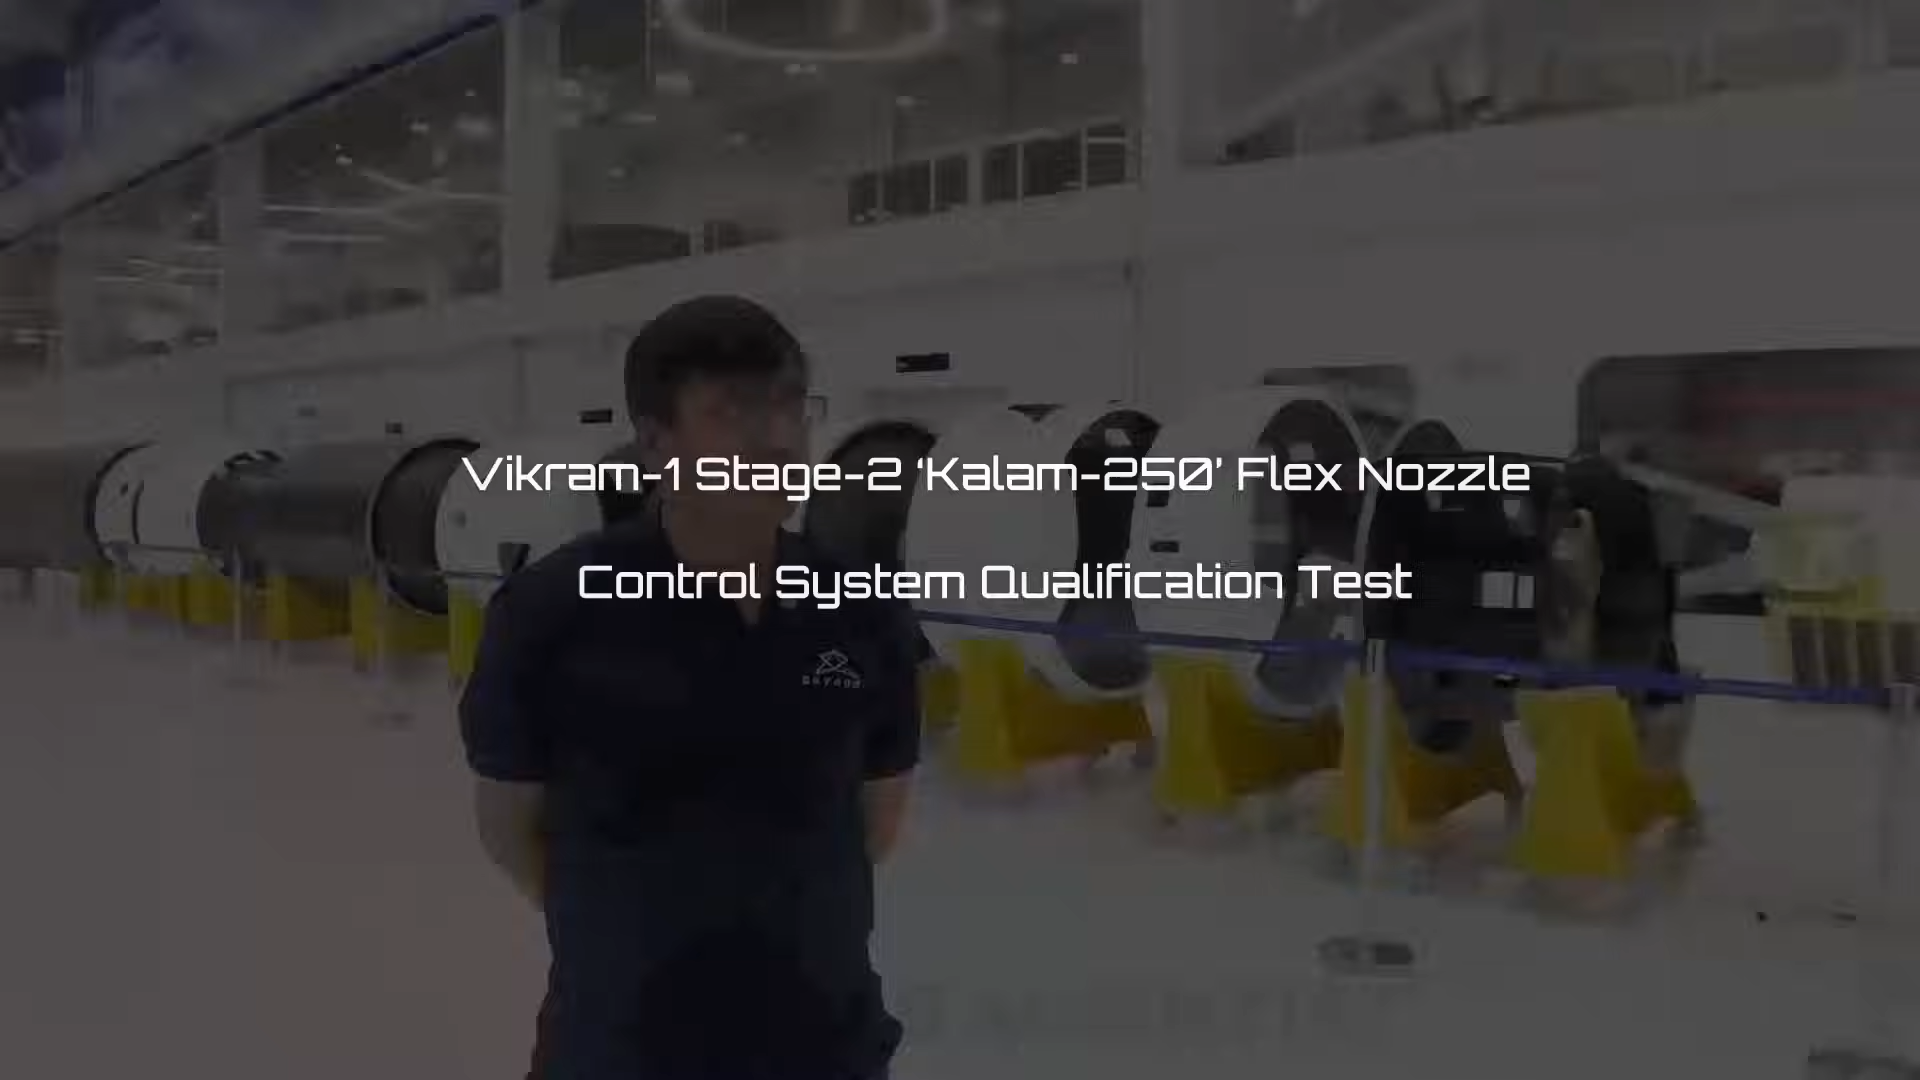 Vikram-1 Stage-2 ‘Kalam-250’ Flex Nozzle
Control System Qualification Test